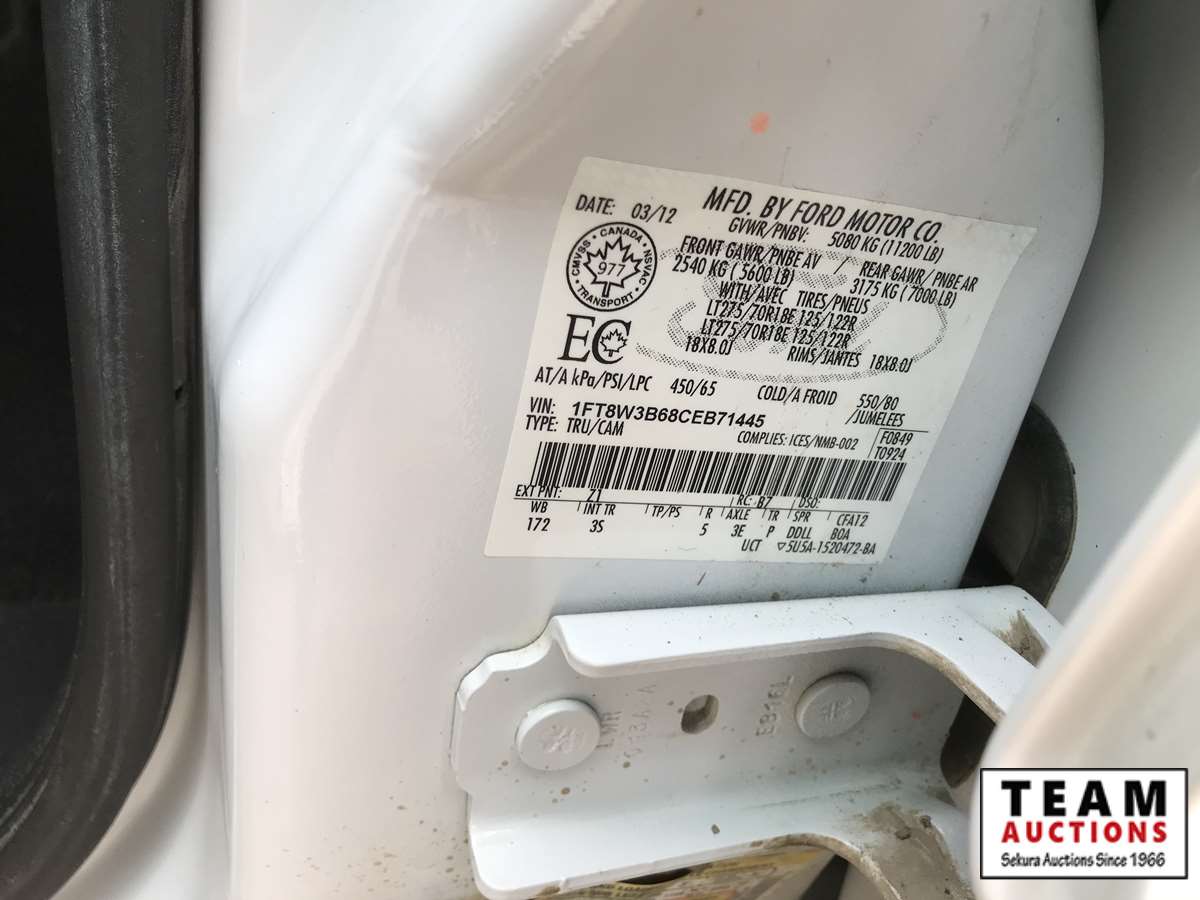 MFD. BY FORD MOTOR CO.
DATE: 03/12
GVWR/PNBV: 5080 KG (11200 LB)
FRONT GAWR/PNBE AV / REAR GAWR/ PNBE AR
2540 KG ( 5600 LB) 3175 KG ( 7000 LB)
WITH/AVEC TIRES/PNEUS
LT275/70R18E 125/122R
LT275/70R18E 125/122R
18X8.0J RIMS/JANTES 18X8.0J
CMVSS · CANADA · NSVAC · TRANSPORT
977
EC
AT/A kPa/PSI/LPC 450/65 COLD/A FROID 550/80
/JUMELEES
VIN: 1FT8W3B68CEB71445
TYPE: TRU/CAM
COMPLIES: ICES/NMB-002
F0849
T0924
EXT PNT: Z1 RC: B7 DSO:
WB INT TR TP/PS R AXLE TR SPR CFA12
172 3S 5 3E P DDLL BOA
UCT ▽5U5A-1520472-BA
TEAM
AUCTIONS
Sekura Auctions Since 1966